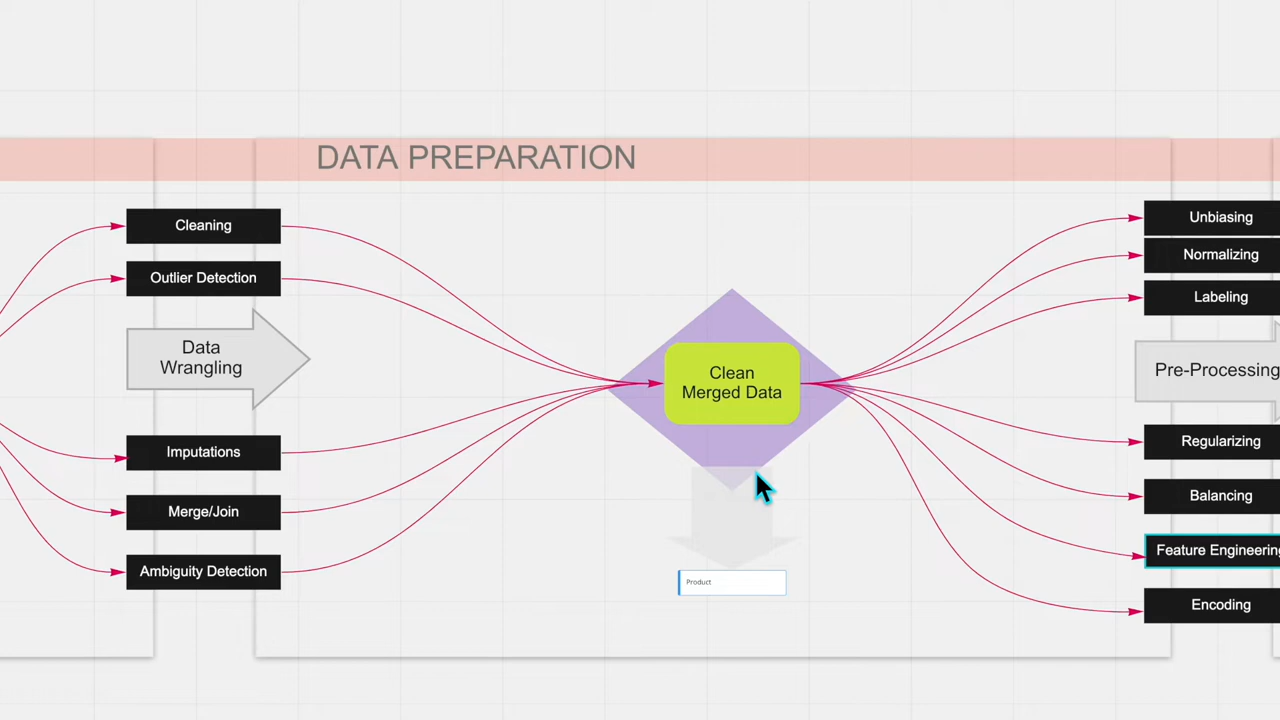 DATA PREPARATION
Cleaning
Outlier Detection
Data
Wrangling
Imputations
Merge/Join
Ambiguity Detection
Clean
Merged Data
Product
Unbiasing
Normalizing
Labeling
Pre-Processing
Regularizing
Balancing
Feature Engineering
Encoding